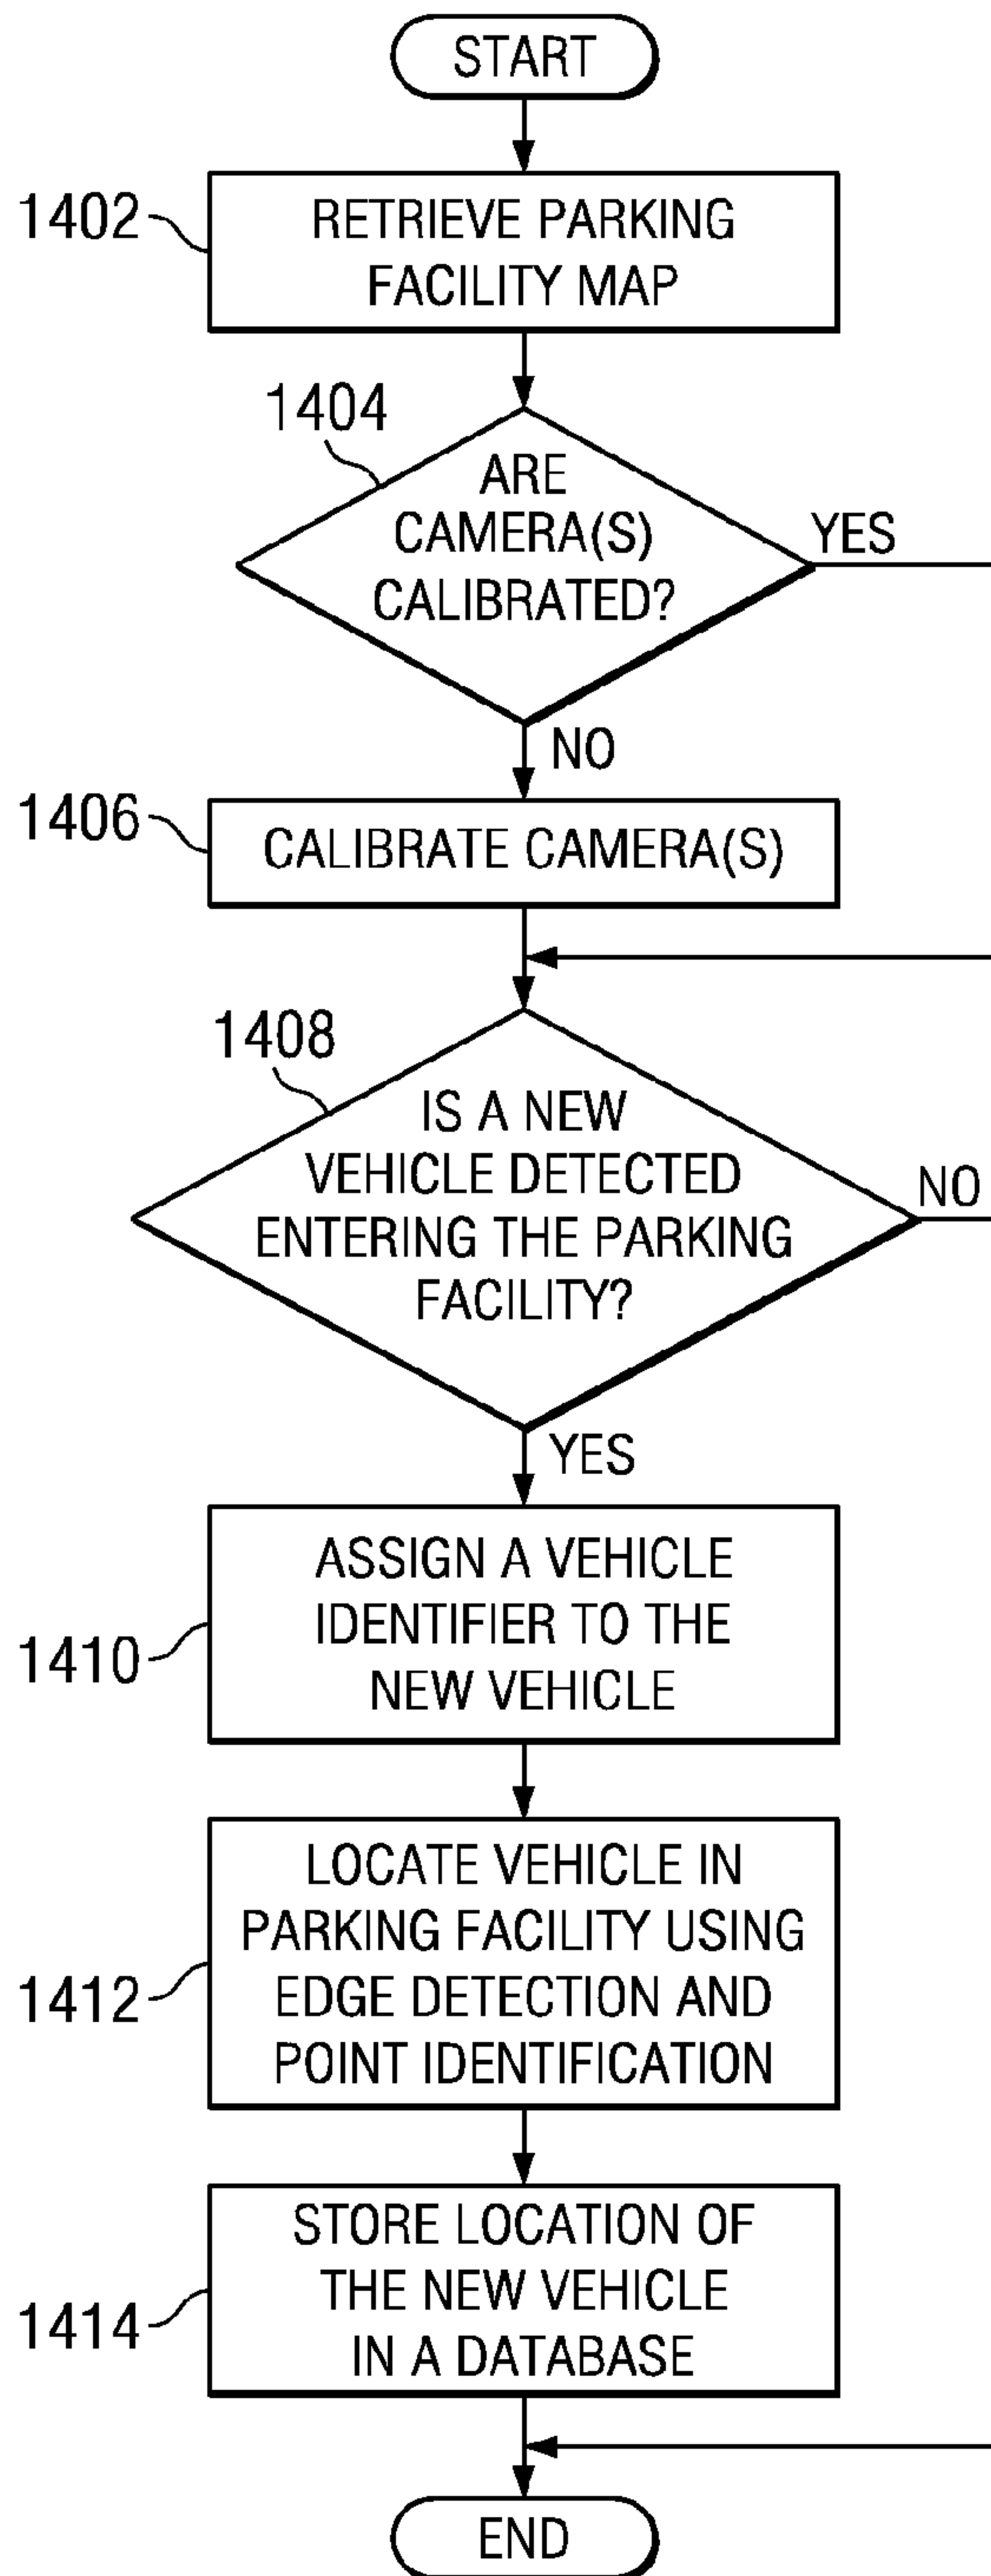 START
1402
RETRIEVE PARKING
FACILITY MAP
1404
ARE
CAMERA(S)
CALIBRATED?
YES
NO
1406
CALIBRATE CAMERA(S)
1408
IS A NEW
VEHICLE DETECTED
ENTERING THE PARKING
FACILITY?
NO
YES
1410
ASSIGN A VEHICLE
IDENTIFIER TO THE
NEW VEHICLE
1412
LOCATE VEHICLE IN
PARKING FACILITY USING
EDGE DETECTION AND
POINT IDENTIFICATION
1414
STORE LOCATION OF
THE NEW VEHICLE
IN A DATABASE
END